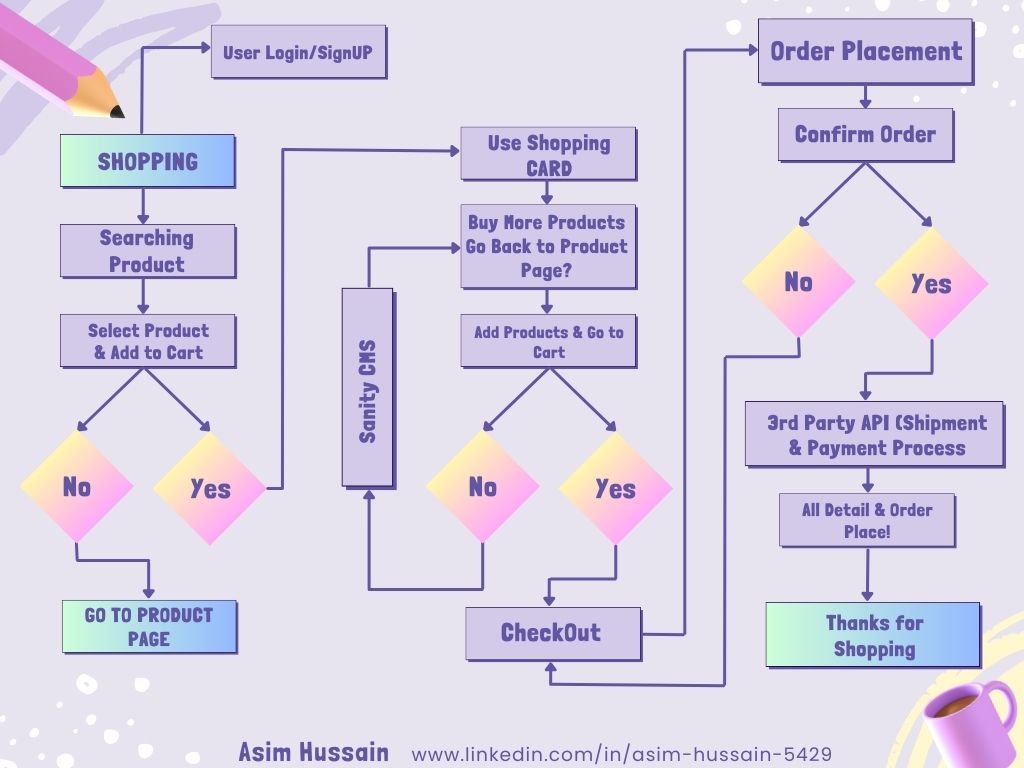 User Login/SignUP
SHOPPING
Searching
Product
Select Product
& Add to Cart
No
Yes
GO TO PRODUCT
PAGE
Use Shopping
CARD
Buy More Products
Go Back to Product
Page?
Add Products & Go to
Cart
Sanity CMS
No
Yes
CheckOut
Order Placement
Confirm Order
No
Yes
3rd Party API (Shipment
& Payment Process
All Detail & Order
Place!
Thanks for
Shopping
Asim Hussain www.linkedin.com/in/asim-hussain-5429